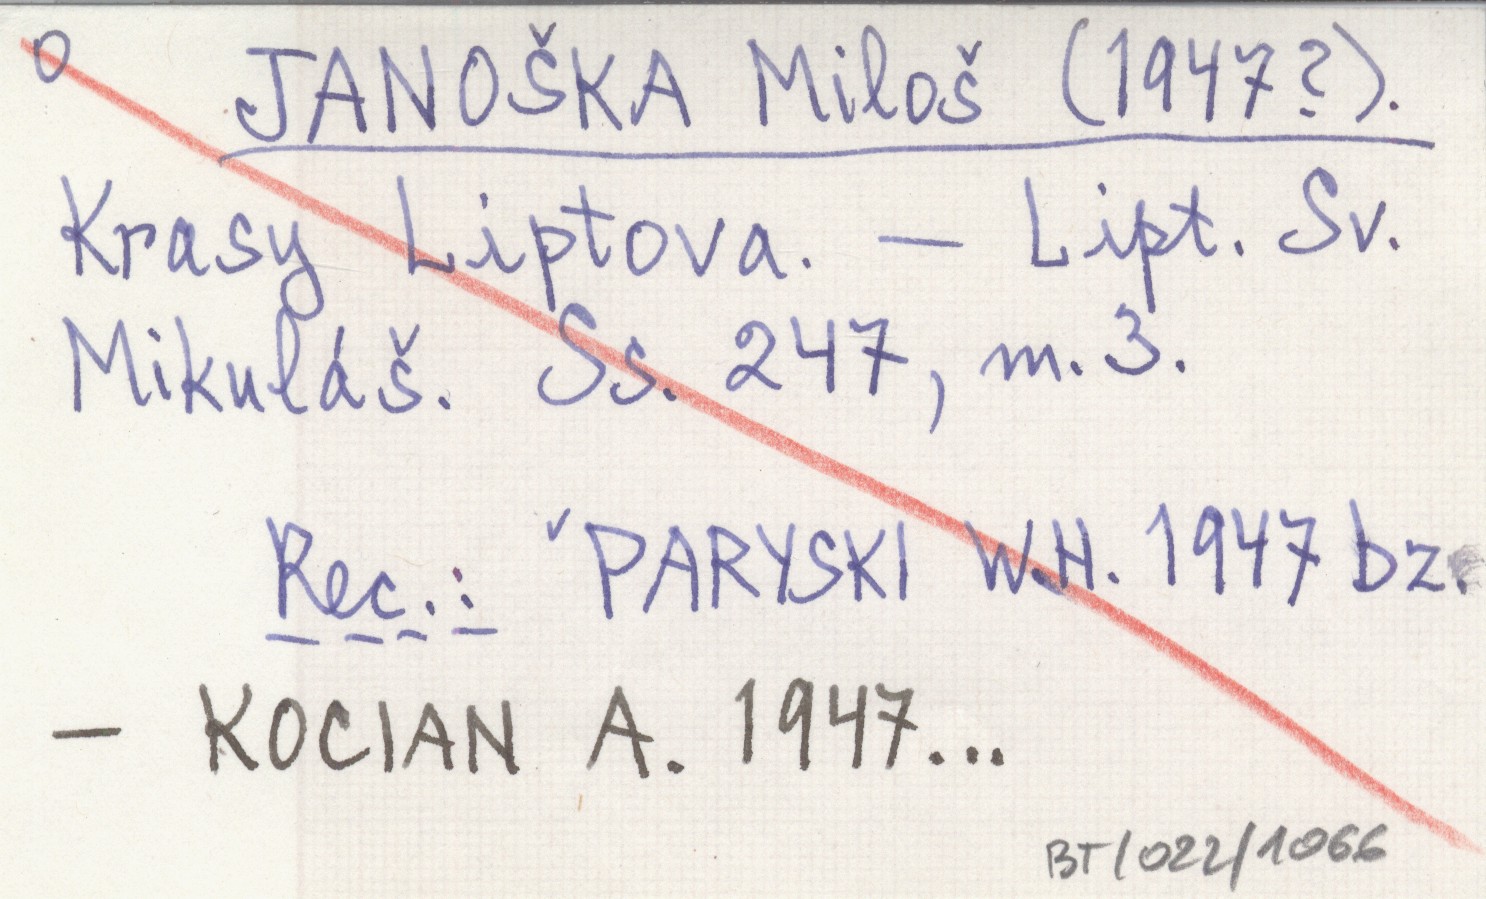 O JANOŠKA Miloš (1947?).
Krasy Liptova. — Lipt. Sv.
Mikuláš. Ss. 247, m. 3.
Rec.: ˇPARYSKI W.H. 1947 bz.
— KOCIAN A. 1947...
BT/022/1066